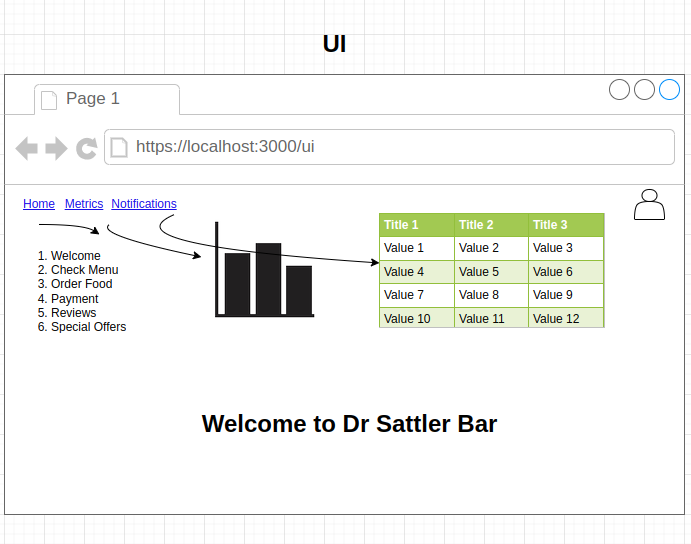 UI
Page 1
https://localhost:3000/ui
Home Metrics Notifications
1. Welcome
2. Check Menu
3. Order Food
4. Payment
5. Reviews
6. Special Offers
Title 1 Title 2 Title 3
Value 1 Value 2 Value 3
Value 4 Value 5 Value 6
Value 7 Value 8 Value 9
Value 10 Value 11 Value 12
Welcome to Dr Sattler Bar